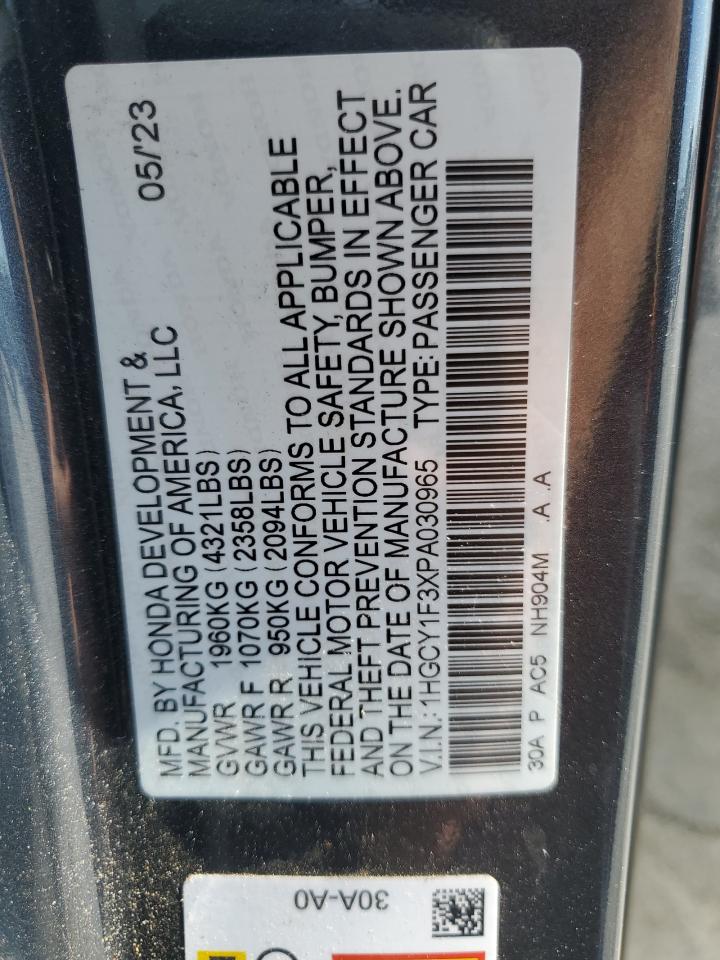 05/'23
MFD. BY HONDA DEVELOPMENT &
MANUFACTURING OF AMERICA, LLC
GVWR 1960KG (4321LBS)
GAWR F 1070KG (2358LBS)
GAWR R 950KG (2094LBS)
THIS VEHICLE CONFORMS TO ALL APPLICABLE
FEDERAL MOTOR VEHICLE SAFETY, BUMPER,
AND THEFT PREVENTION STANDARDS IN EFFECT
ON THE DATE OF MANUFACTURE SHOWN ABOVE.
V.I.N.: 1HGCY1F3XPA030965 TYPE: PASSENGER CAR
30A P AC5 NH904M .A .A
30A-A0